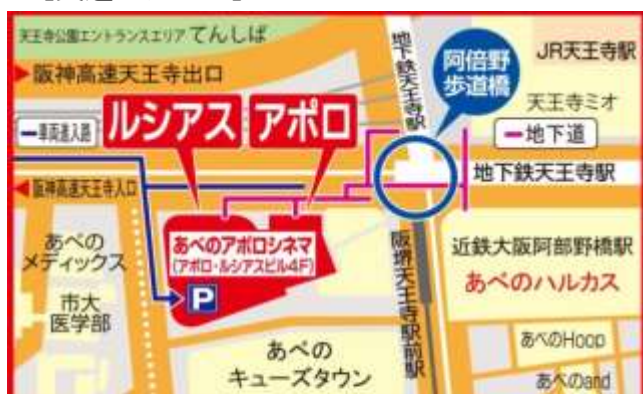 天王寺公園エントランスエリア てんしば
阪神高速天王寺出口
車両進入路
ルシアス
アポロ
地下鉄天王寺駅
阿倍野
歩道橋
JR天王寺駅
天王寺ミオ
地下道
地下鉄天王寺駅
阪神高速天王寺入口
あべの
メディックス
市大
医学部
あべのアポロシネマ
(アポロ・ルシアスビル4F)
P
あべの
キューズタウン
阪堺天王寺駅前駅
近鉄大阪阿部野橋駅
あべのハルカス
あべのHoop
あべのand